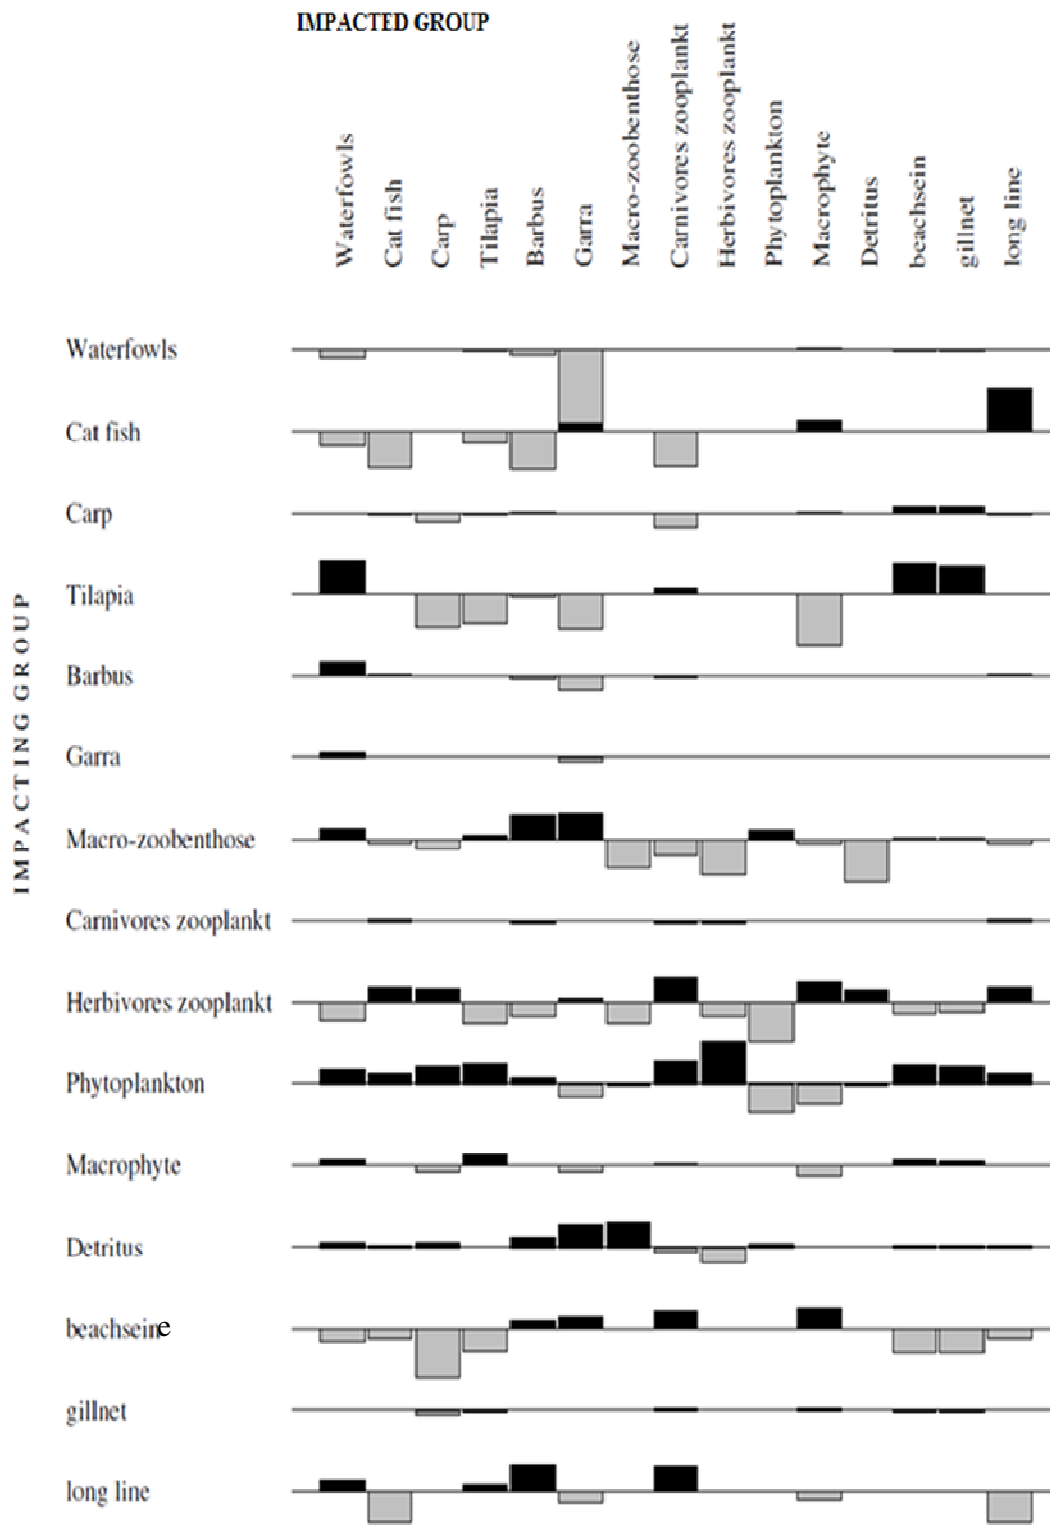 IMPACTED GROUP
Waterfowls
Cat fish
Carp
Tilapia
Barbus
Garra
Macro-zoobenthose
Carnivores zooplankt
Herbivores zooplankt
Phytoplankton
Macrophyte
Detritus
beachsein
gillnet
long line
IMPACTING GROUP
Waterfowls
Cat fish
Carp
Tilapia
Barbus
Garra
Macro-zoobenthose
Carnivores zooplankt
Herbivores zooplankt
Phytoplankton
Macrophyte
Detritus
beachseine
gillnet
long line